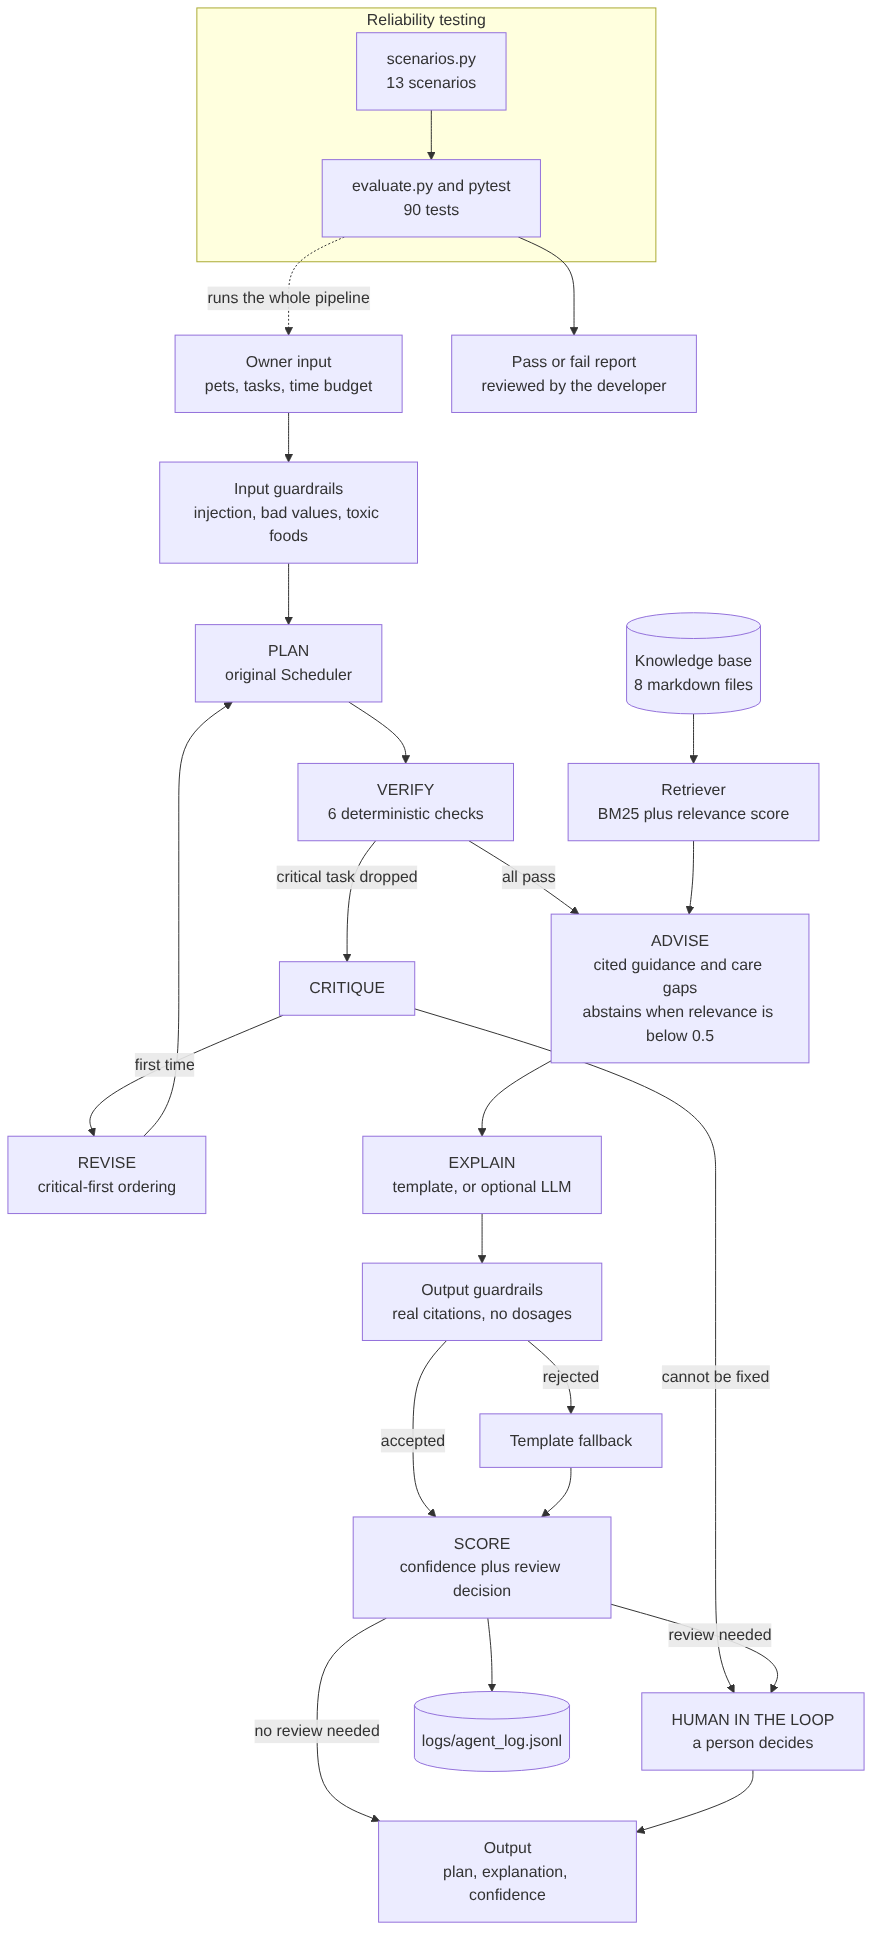 Reliability testing
scenarios.py
13 scenarios
evaluate.py and pytest
90 tests
runs the whole pipeline
Owner input
pets, tasks, time budget
Pass or fail report
reviewed by the developer
Input guardrails
injection, bad values, toxic
foods
PLAN
original Scheduler
Knowledge base
8 markdown files
VERIFY
6 deterministic checks
Retriever
BM25 plus relevance score
critical task dropped
all pass
ADVISE
cited guidance and care
gaps
abstains when relevance is
below 0.5
CRITIQUE
first time
REVISE
critical-first ordering
EXPLAIN
template, or optional LLM
Output guardrails
real citations, no dosages
cannot be fixed
rejected
accepted
Template fallback
SCORE
confidence plus review
decision
review needed
no review needed
logs/agent_log.jsonl
HUMAN IN THE LOOP
a person decides
Output
plan, explanation,
confidence